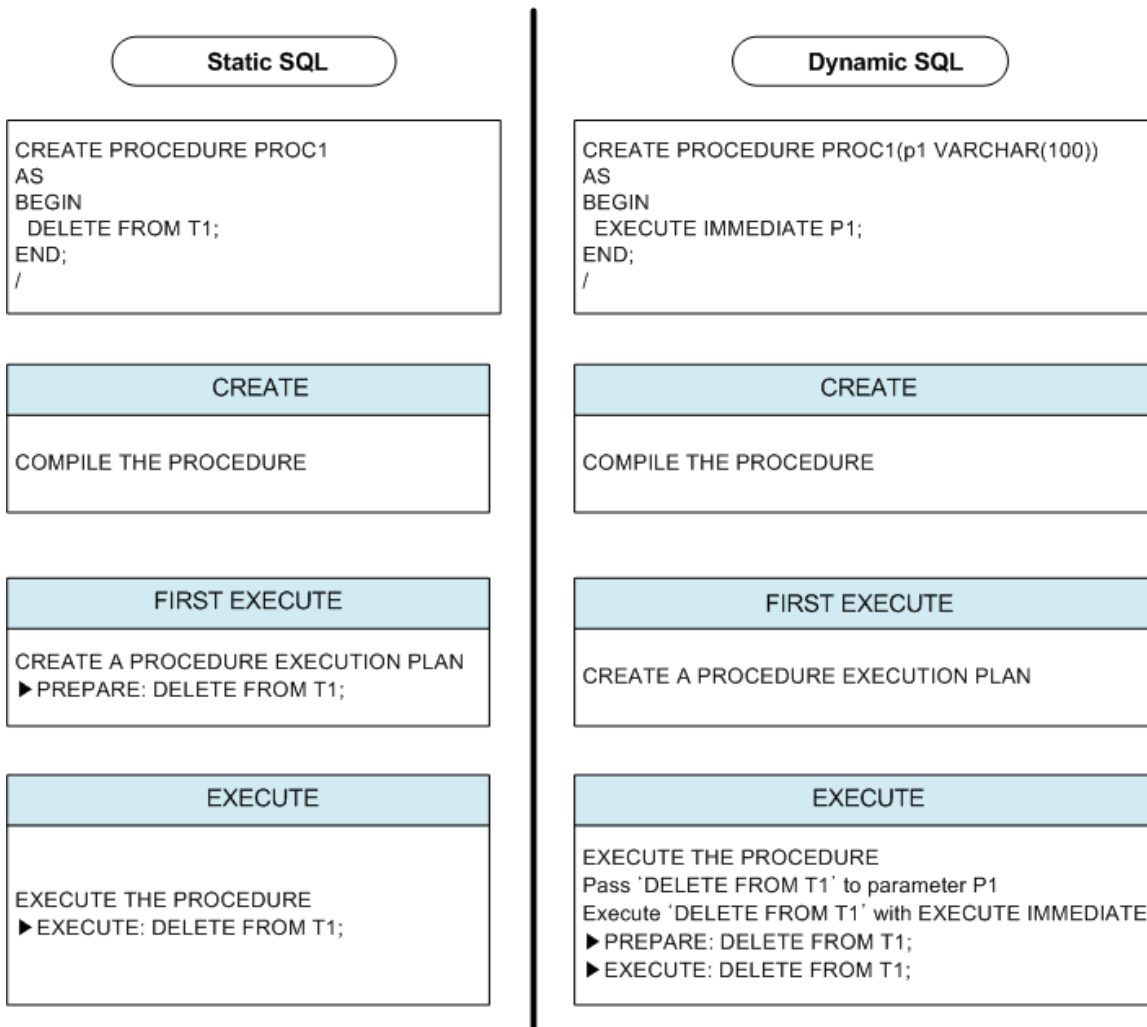 Static SQL
CREATE PROCEDURE PROC1
AS
BEGIN
DELETE FROM T1;
END;
/
CREATE
COMPILE THE PROCEDURE
FIRST EXECUTE
CREATE A PROCEDURE EXECUTION PLAN
▶PREPARE: DELETE FROM T1;
EXECUTE
EXECUTE THE PROCEDURE
▶EXECUTE: DELETE FROM T1;
Dynamic SQL
CREATE PROCEDURE PROC1(p1 VARCHAR(100))
AS
BEGIN
EXECUTE IMMEDIATE P1;
END;
/
CREATE
COMPILE THE PROCEDURE
FIRST EXECUTE
CREATE A PROCEDURE EXECUTION PLAN
EXECUTE
EXECUTE THE PROCEDURE
Pass ‘DELETE FROM T1’ to parameter P1
Execute ‘DELETE FROM T1’ with EXECUTE IMMEDIATE
▶PREPARE: DELETE FROM T1;
▶EXECUTE: DELETE FROM T1;